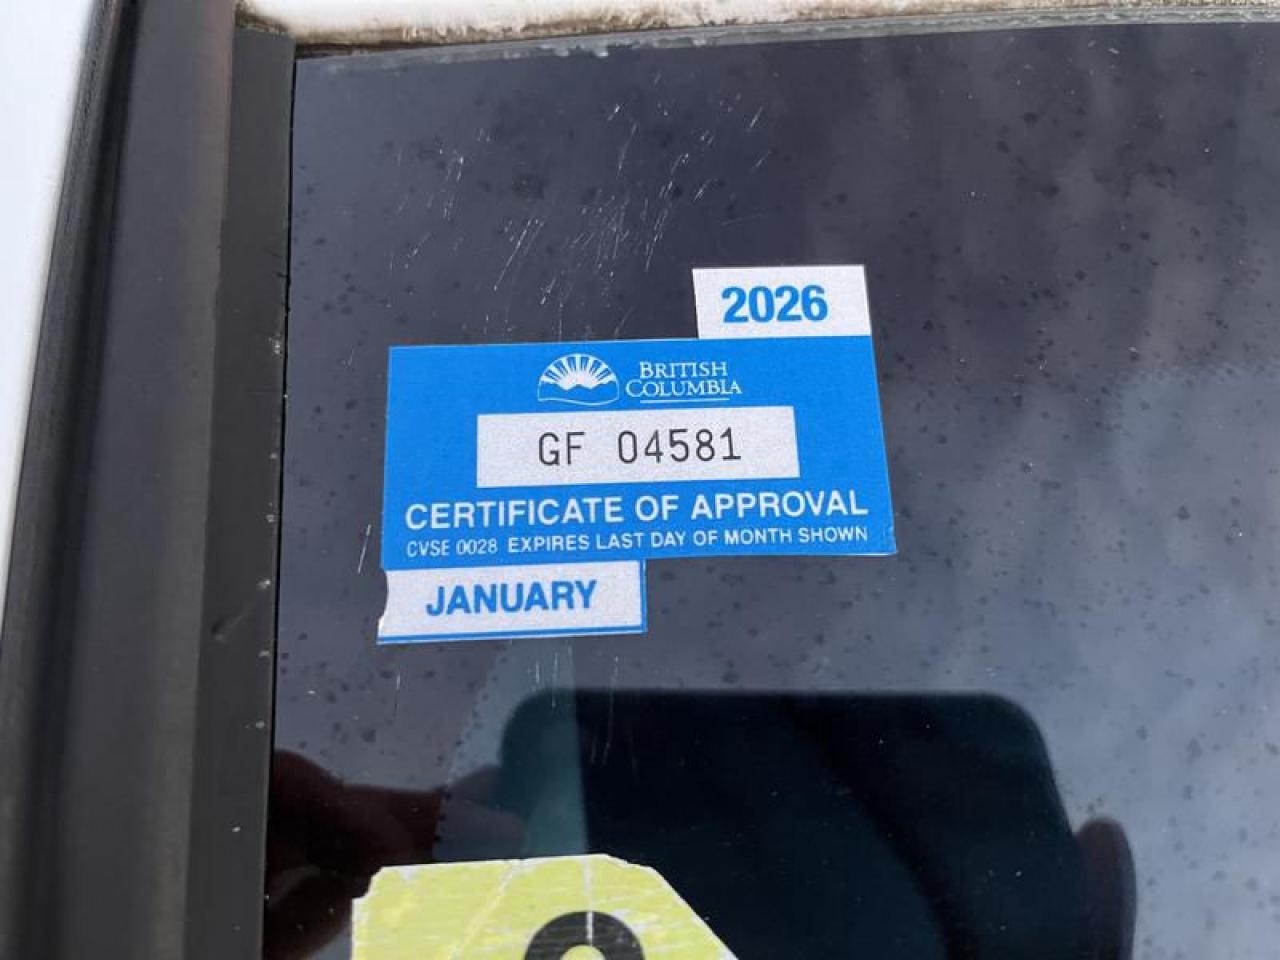 2026
BRITISH
COLUMBIA
GF 04581
CERTIFICATE OF APPROVAL
CVSE 0028 EXPIRES LAST DAY OF MONTH SHOWN
JANUARY